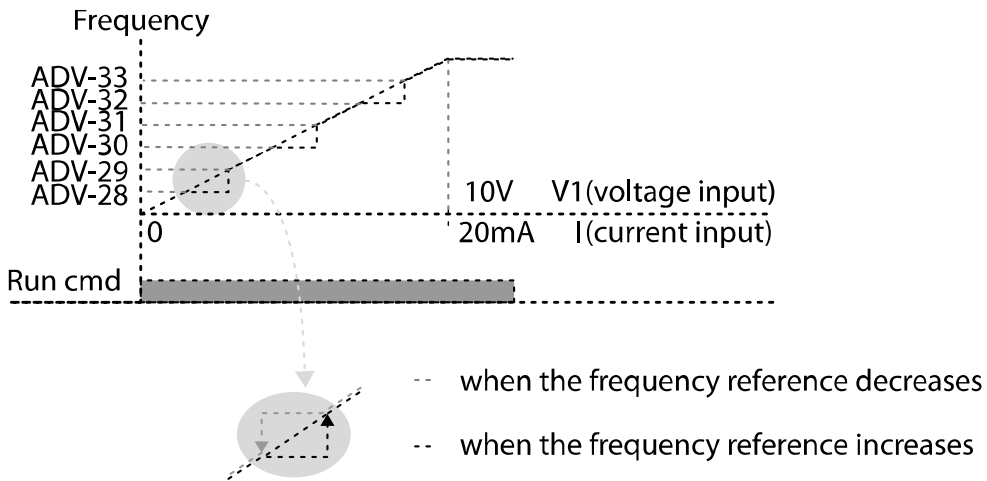 Frequency
ADV-33
ADV-32
ADV-31
ADV-30
ADV-29
ADV-28
10V V1(voltage input)
0 20mA I(current input)
Run cmd
when the frequency reference decreases
when the frequency reference increases